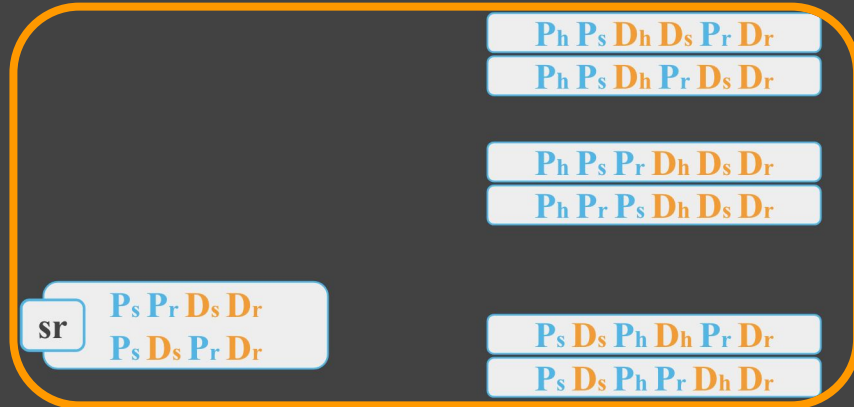 Ph Ps Dh Ds Pr Dr
Ph Ps Dh Pr Ds Dr
Ph Ps Pr Dh Ds Dr
Ph Pr Ps Dh Ds Dr
sr
Ps Pr Ds Dr
Ps Ds Pr Dr
Ps Ds Ph Dh Pr Dr
Ps Ds Ph Pr Dh Dr